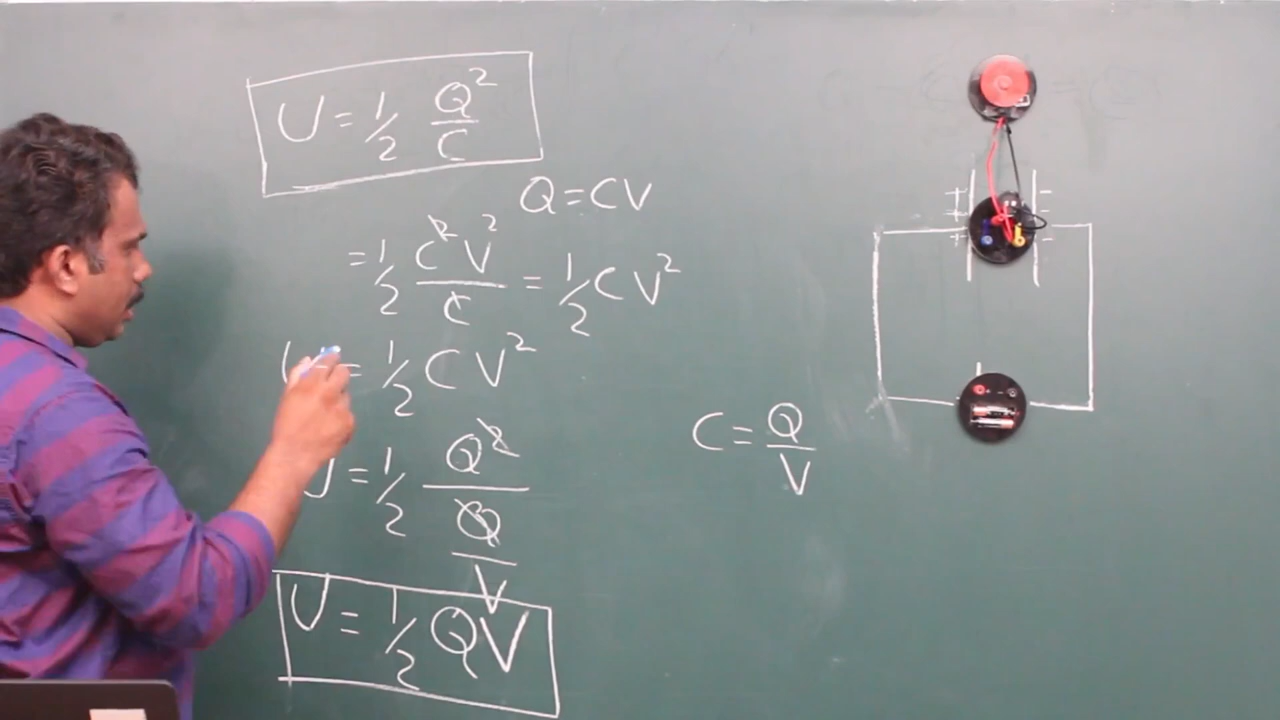 U = 1/2 Q²/C
Q = CV
= 1/2 C²V²/C = 1/2 CV²
= 1/2 CV²
U = 1/2 Q²/(Q/V)
C = Q/V
U = 1/2 QV